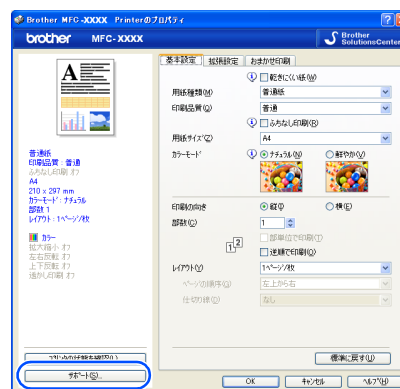 Brother MFC-XXXX Printerのプロパティ
brother MFC-XXXX
Brother
SolutionsCenter
基本設定 拡張設定 おまかせ印刷
乾きにくい紙(W)
用紙種類(M) 普通紙
印刷品質(Q) 普通
ふちなし印刷(R)
用紙サイズ(Z) A4
カラーモード ナチュラル(N) 鮮やか(V)
印刷の向き 縦(T) 横(E)
部数(C) 1
部単位で印刷(T)
逆順で印刷(G)
レイアウト(Y) 1ページ/枚
ページの順序(G) 左上から右
仕切り線(D) なし
普通紙
印刷品質 : 普通
ふちなし印刷 オフ
A4
210 x 297 mm
カラーモード : ナチュラル
部数 1
レイアウト : 1ページ/枚
カラー
拡大縮小 オフ
左右反転 オフ
上下反転 オフ
透かし印刷 オフ
サポート(S)...
標準に戻す(U)
OK キャンセル ヘルプ(H)